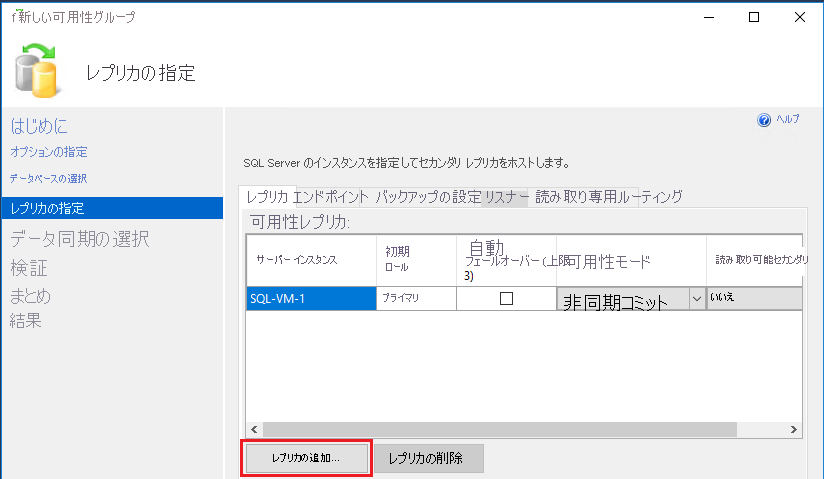 f新しい可用性グループ
レプリカの指定
はじめに
オプションの指定
データベースの選択
レプリカの指定
データ同期の選択
検証
まとめ
結果
ヘルプ
SQL Server のインスタンスを指定してセカンダリ レプリカをホストします。
レプリカ エンドポイント バックアップの設定 リスナー 読み取り専用ルーティング
可用性レプリカ:
サーバー インスタンス
初期
ロール
自動
フェールオーバー (上限
3)
可用性モード
読み取り可能セカンダリ
SQL-VM-1 プライマリ 非同期コミット いいえ
レプリカの追加... レプリカの削除